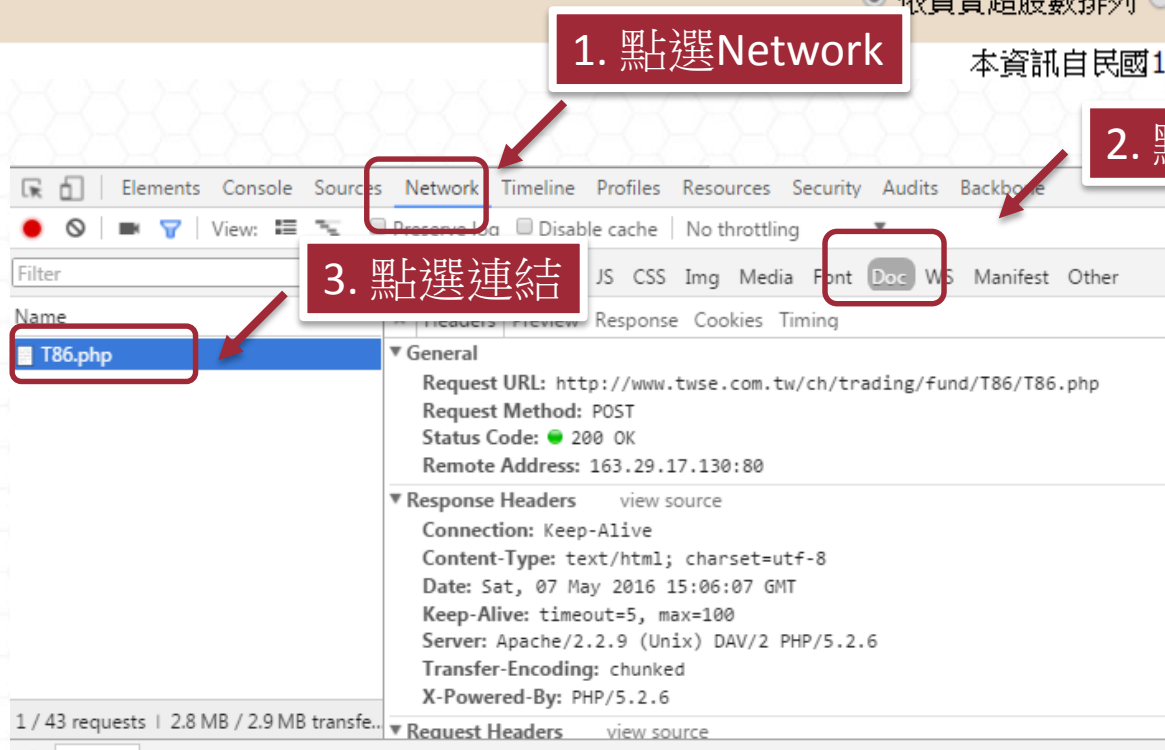 依買賣超股數排列
1. 點選Network
本資訊自民國1
2. 點
Elements Console Sources Network Timeline Profiles Resources Security Audits Backbone
View: Preserve log Disable cache No throttling
Filter
3. 點選連結
JS CSS Img Media Font Doc WS Manifest Other
Name
× Headers Preview Response Cookies Timing
T86.php
General
Request URL: http://www.twse.com.tw/ch/trading/fund/T86/T86.php
Request Method: POST
Status Code: 200 OK
Remote Address: 163.29.17.130:80
Response Headers view source
Connection: Keep-Alive
Content-Type: text/html; charset=utf-8
Date: Sat, 07 May 2016 15:06:07 GMT
Keep-Alive: timeout=5, max=100
Server: Apache/2.2.9 (Unix) DAV/2 PHP/5.2.6
Transfer-Encoding: chunked
X-Powered-By: PHP/5.2.6
1 / 43 requests | 2.8 MB / 2.9 MB transfe...
Request Headers view source